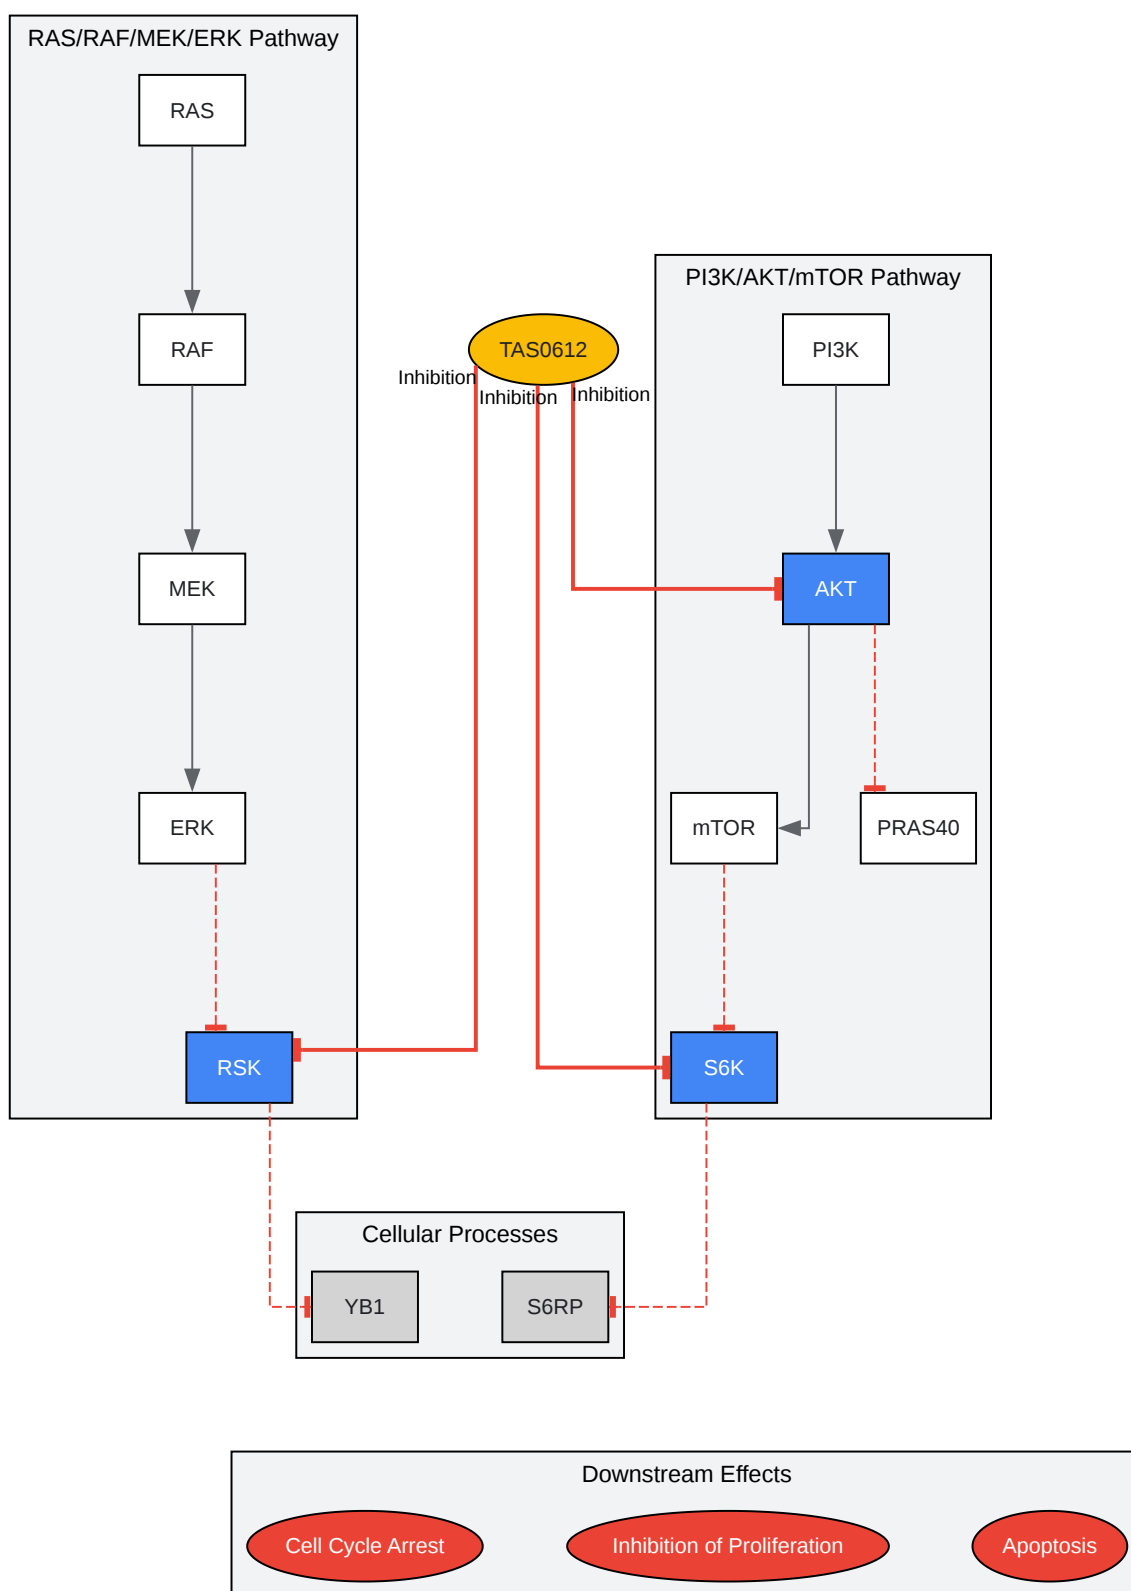 RAS/RAF/MEK/ERK Pathway
RAS
RAF
MEK
ERK
RSK
TAS0612
Inhibition
Inhibition
Inhibition
PI3K/AKT/mTOR Pathway
PI3K
AKT
mTOR
PRAS40
S6K
Cellular Processes
YB1
S6RP
Downstream Effects
Cell Cycle Arrest
Inhibition of Proliferation
Apoptosis